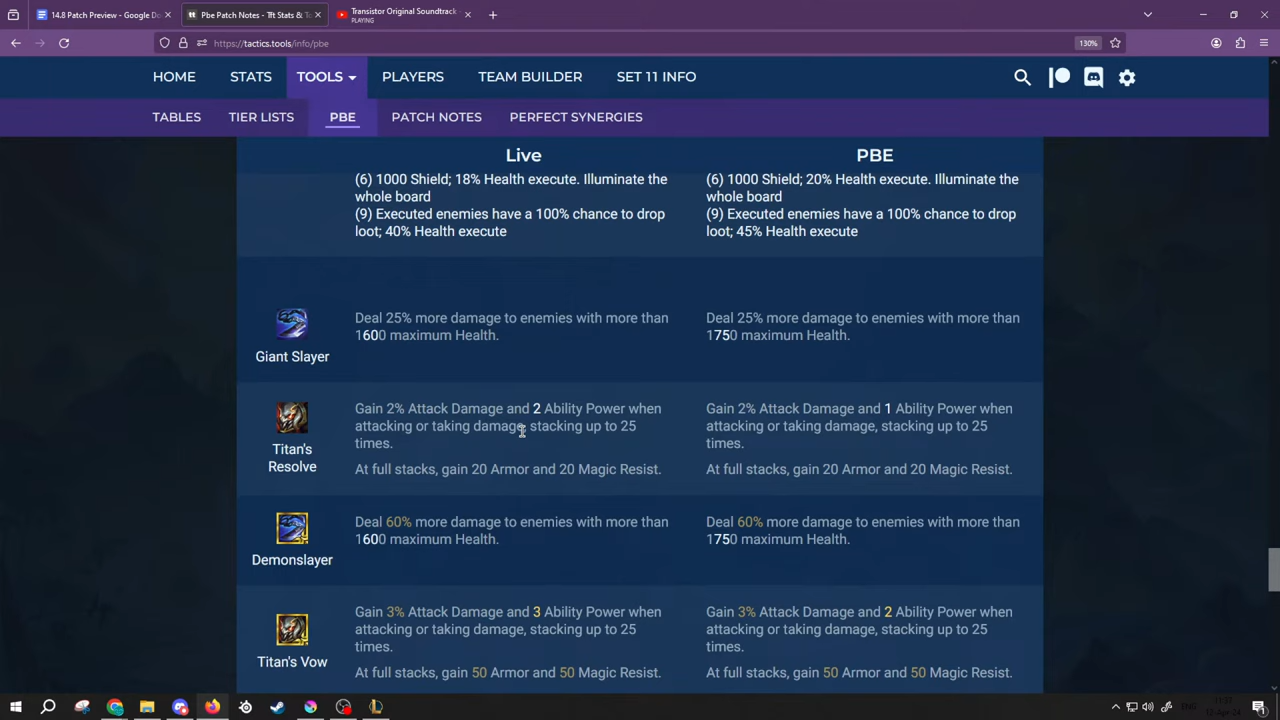 14.8 Patch Preview - Google Do
Pbe Patch Notes - Tft Stats & T
Transistor Original Soundtrack
PLAYING
https://tactics.tools/info/pbe
130%
HOME
STATS
TOOLS
PLAYERS
TEAM BUILDER
SET 11 INFO
TABLES
TIER LISTS
PBE
PATCH NOTES
PERFECT SYNERGIES
Live
PBE
(6) 1000 Shield; 18% Health execute. Illuminate the
whole board
(9) Executed enemies have a 100% chance to drop
loot; 40% Health execute
(6) 1000 Shield; 20% Health execute. Illuminate the
whole board
(9) Executed enemies have a 100% chance to drop
loot; 45% Health execute
Giant Slayer
Deal 25% more damage to enemies with more than
1600 maximum Health.
Deal 25% more damage to enemies with more than
1750 maximum Health.
Titan's
Resolve
Gain 2% Attack Damage and 2 Ability Power when
attacking or taking damage, stacking up to 25
times.
At full stacks, gain 20 Armor and 20 Magic Resist.
Gain 2% Attack Damage and 1 Ability Power when
attacking or taking damage, stacking up to 25
times.
At full stacks, gain 20 Armor and 20 Magic Resist.
Demonslayer
Deal 60% more damage to enemies with more than
1600 maximum Health.
Deal 60% more damage to enemies with more than
1750 maximum Health.
Titan's Vow
Gain 3% Attack Damage and 3 Ability Power when
attacking or taking damage, stacking up to 25
times.
At full stacks, gain 50 Armor and 50 Magic Resist.
Gain 3% Attack Damage and 2 Ability Power when
attacking or taking damage, stacking up to 25
times.
At full stacks, gain 50 Armor and 50 Magic Resist.
ENG